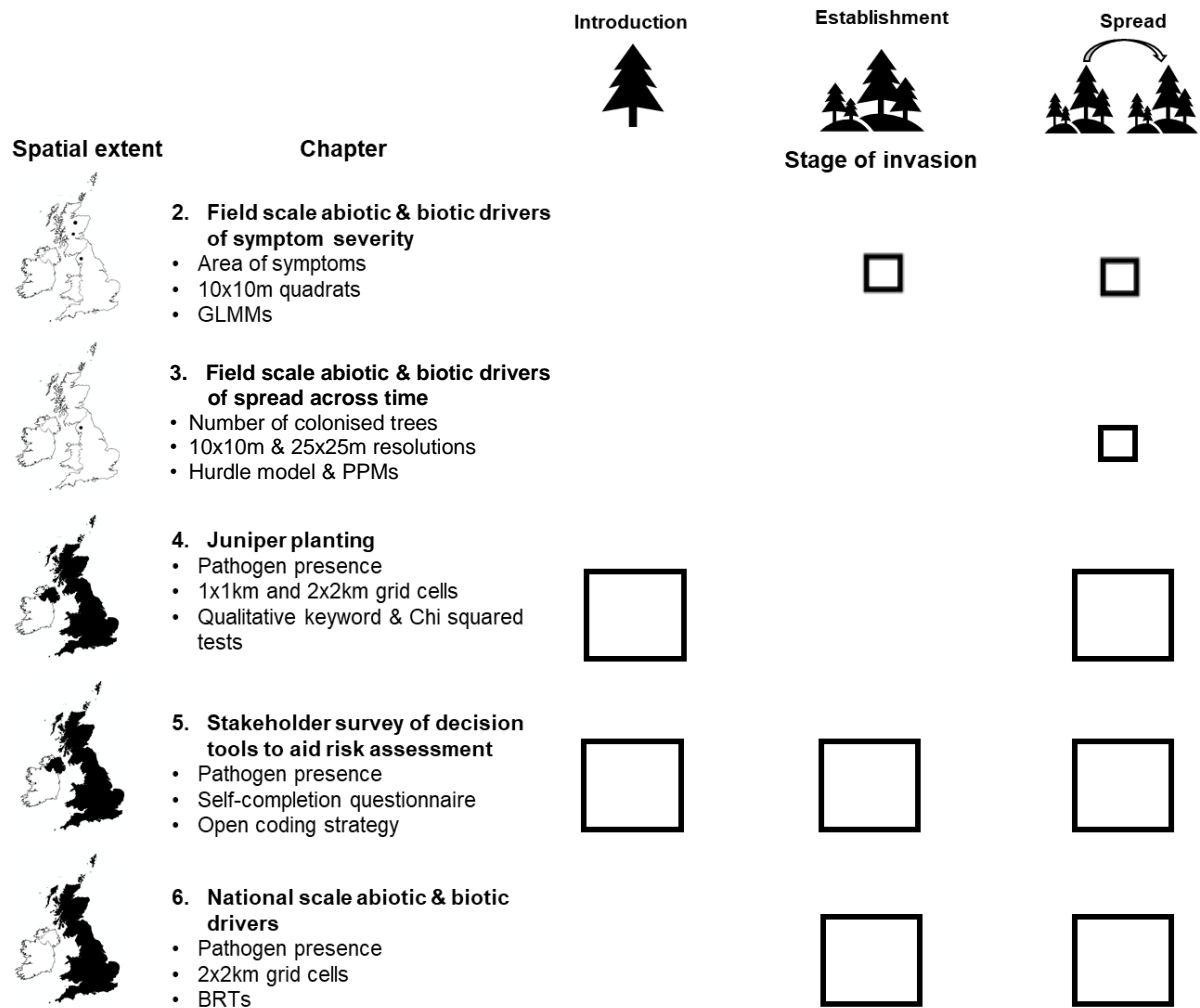 Introduction
Establishment
Spread
Spatial extent
Chapter
Stage of invasion
2. Field scale abiotic & biotic drivers
of symptom severity
• Area of symptoms
• 10x10m quadrats
• GLMMs
3. Field scale abiotic & biotic drivers
of spread across time
• Number of colonised trees
• 10x10m & 25x25m resolutions
• Hurdle model & PPMs
4. Juniper planting
• Pathogen presence
• 1x1km and 2x2km grid cells
• Qualitative keyword & Chi squared
tests
5. Stakeholder survey of decision
tools to aid risk assessment
• Pathogen presence
• Self-completion questionnaire
• Open coding strategy
6. National scale abiotic & biotic
drivers
• Pathogen presence
• 2x2km grid cells
• BRTs